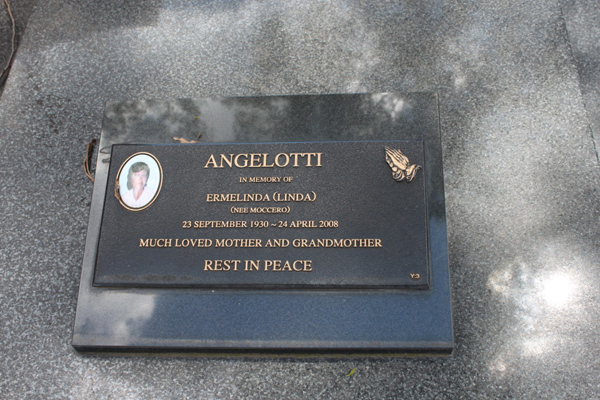 ANGELOTTI
IN MEMORY OF
ERMELINDA (LINDA)
(NEE MOCCERO)
23 SEPTEMBER 1930 ~ 24 APRIL 2008
MUCH LOVED MOTHER AND GRANDMOTHER
REST IN PEACE
Y:3